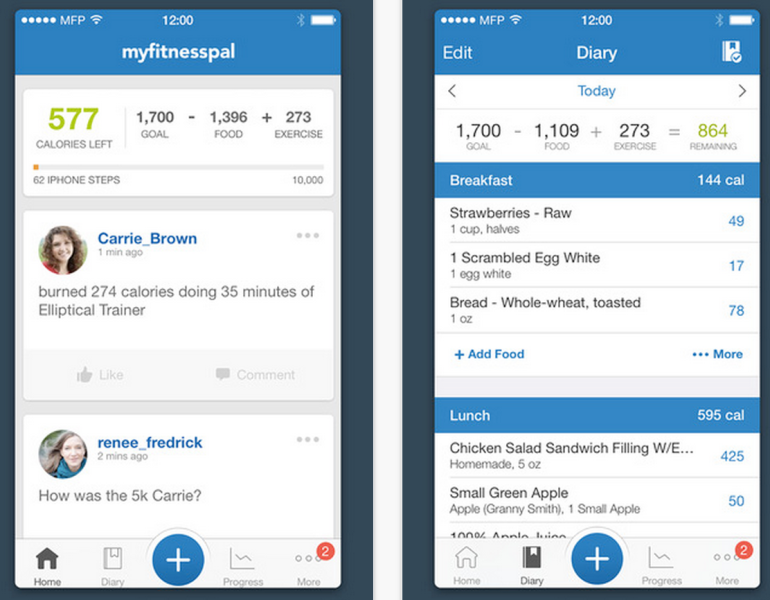 MFP 12:00
myfitnesspal
577 1,700 - 1,396 + 273
CALORIES LEFT GOAL FOOD EXERCISE
62 IPHONE STEPS 10,000
Carrie_Brown
1 min ago
burned 274 calories doing 35 minutes of
Elliptical Trainer
Like Comment
renee_fredrick
2 mins ago
How was the 5k Carrie?
2
Home Diary + Progress More
MFP 12:00
Edit Diary
Today
1,700 - 1,109 + 273 = 864
GOAL FOOD EXERCISE REMAINING
Breakfast 144 cal
Strawberries - Raw 49
1 cup, halves
1 Scrambled Egg White 17
1 egg white
Bread - Whole-wheat, toasted 78
1 oz
+ Add Food ••• More
Lunch 595 cal
Chicken Salad Sandwich Filling W/E... 425
Homemade, 5 oz
Small Green Apple 50
Apple (Granny Smith), 1 Small Apple
100% Apple Juice
2
Home Diary + Progress More